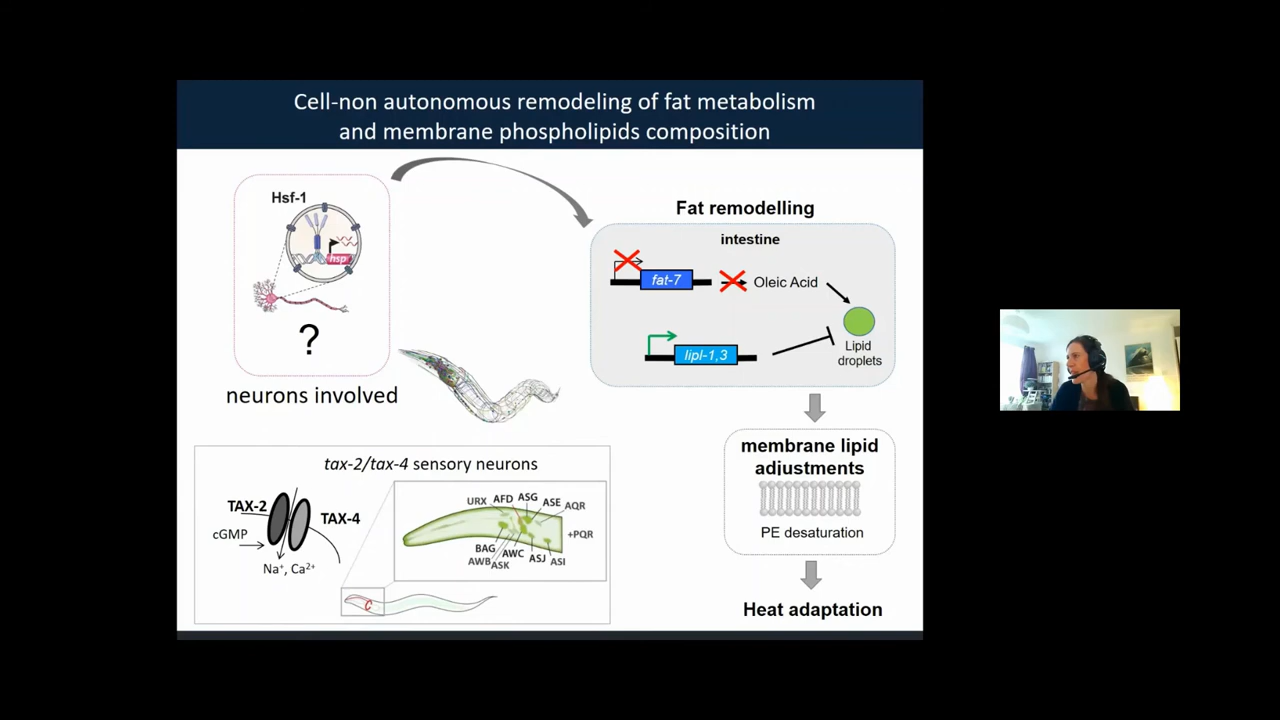 Cell-non autonomous remodeling of fat metabolism
and membrane phospholipids composition
Hsf-1
hsp
?
neurons involved
Fat remodelling
intestine
fat-7
Oleic Acid
lipl-1,3
Lipid
droplets
membrane lipid
adjustments
PE desaturation
Heat adaptation
tax-2/tax-4 sensory neurons
TAX-2
TAX-4
cGMP
Na⁺, Ca²⁺
URX
AFD
ASG
ASE
AQR
+PQR
BAG
AWC
ASJ
ASI
AWB
ASK